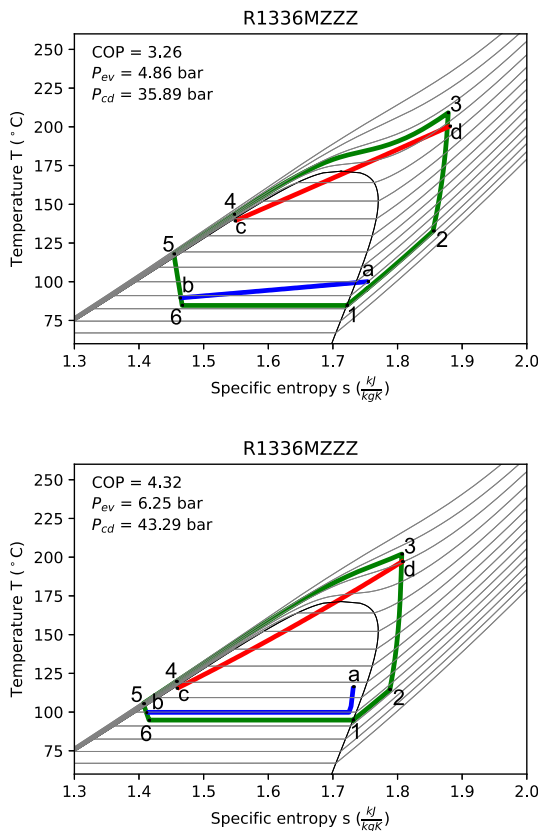 R1336MZZZ
COP = 3.26
P_ev = 4.86 bar
P_cd = 35.89 bar
250
225
200
175
150
125
100
75
Temperature T (°C)
3
d
4
c
5
2
b
a
6
1
1.3 1.4 1.5 1.6 1.7 1.8 1.9 2.0
Specific entropy s (kJ/kgK)
R1336MZZZ
COP = 4.32
P_ev = 6.25 bar
P_cd = 43.29 bar
250
225
200
175
150
125
100
75
Temperature T (°C)
3
d
4
a
5
b
c
2
6
1
1.3 1.4 1.5 1.6 1.7 1.8 1.9 2.0
Specific entropy s (kJ/kgK)